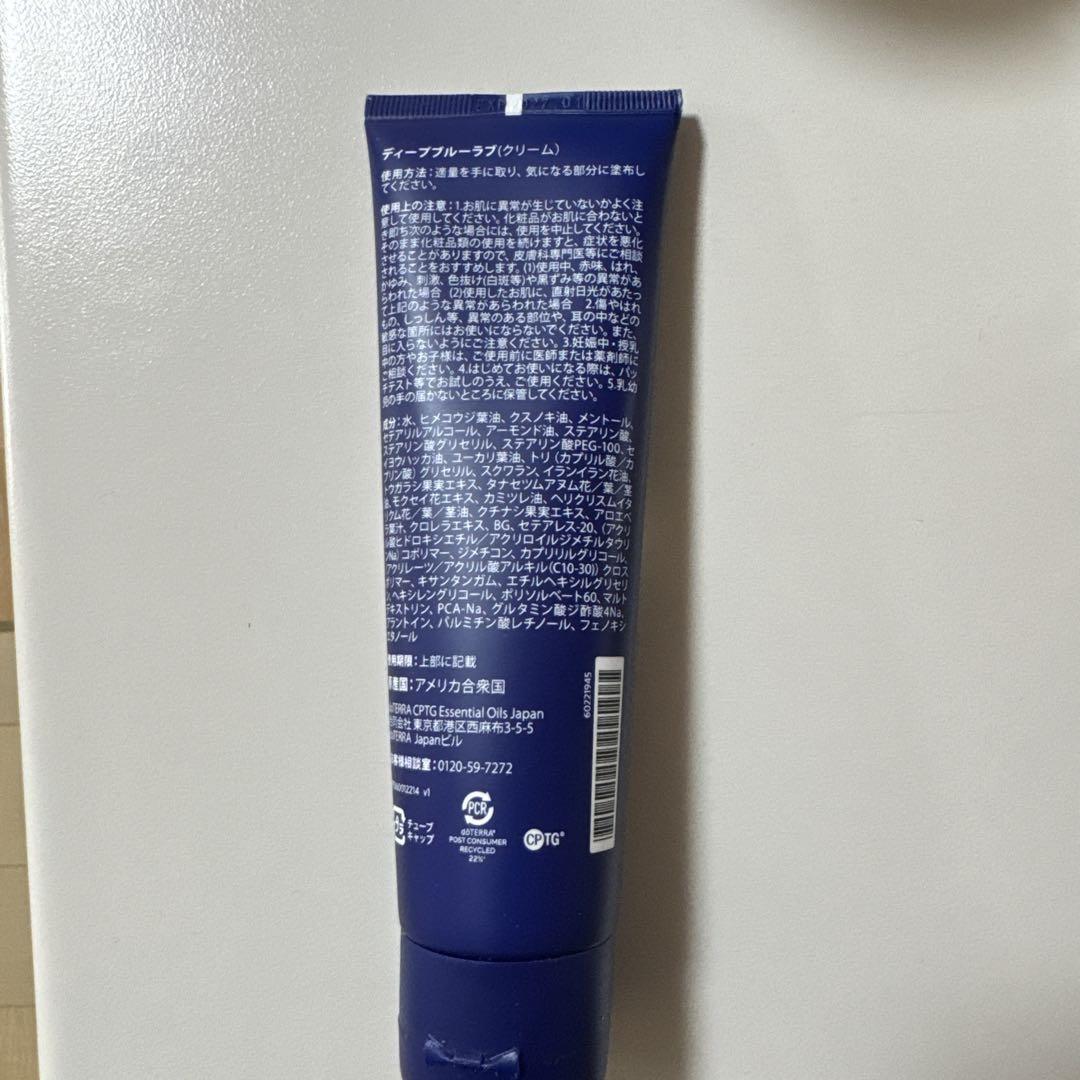 ディープブルーラブ(クリーム)
使用方法:適量を手に取り、気になる部分に塗布し
てください。
使用上の注意:1.お肌に異常が生じていないかよく注
意して使用してください。化粧品がお肌に合わないと
き即ち次のような場合には、使用を中止してください。
そのまま化粧品類の使用を続けますと、症状を悪化
させることがありますので、皮膚科専門医等にご相談
されることをおすすめします。(1)使用中、赤味、はれ、
かゆみ、刺激、色抜け(白斑等)や黒ずみ等の異常があ
らわれた場合 (2)使用したお肌に、直射日光があたっ
て上記のような異常があらわれた場合 2.傷やはれ
もの、しっしん等、異常のある部位や、耳の中などの
敏感な箇所にはお使いにならないでください。また、
目に入らないようにご注意ください。3.妊娠中・授乳
中の方やお子様は、ご使用前に医師または薬剤師に
ご相談ください。4.はじめてお使いになる際は、パッ
チテスト等でお試しのうえ、ご使用ください。5.乳幼
児の手の届かないところに保管してください。
成分:水、ヒメコウジ葉油、クスノキ油、メントール、
セテアリルアルコール、アーモンド油、ステアリン酸、
ステアリン酸グリセリル、ステアリン酸PEG-100、セ
イヨウハッカ油、ユーカリ葉油、トリ(カプリル酸/カ
プリン酸)グリセリル、スクワラン、イランイラン花油、
トウガラシ果実エキス、タナセツムアヌム花/葉/茎
油、モクセイ花エキス、カミツレ油、ヘリクリスムイタ
リクム花/葉/茎油、クチナシ果実エキス、アロエベ
ラ葉汁、クロレラエキス、BG、セテアレス-20、(アクリ
ル酸ヒドロキシエチル/アクリロイルジメチルタウリ
ンNa)コポリマー、ジメチコン、カプリリルグリコール、
(アクリレーツ/アクリル酸アルキル(C10-30))クロス
ポリマー、キサンタンガム、エチルヘキシルグリセリ
ン、ヘキシレングリコール、ポリソルベート60、マルト
デキストリン、PCA-Na、グルタミン酸ジ酢酸4Na、
アラントイン、パルミチン酸レチノール、フェノキシ
エタノール
使用期限:上部に記載
原産国:アメリカ合衆国
dōTERRA CPTG Essential Oils Japan
合同会社 東京都港区西麻布3-5-5
dōTERRA Japanビル
お客様相談室:0120-59-7272
v1
プラ
チューブ
キャップ
PCR
dōTERRA®
POST CONSUMER
RECYCLED
22%
CPTG®
60221945